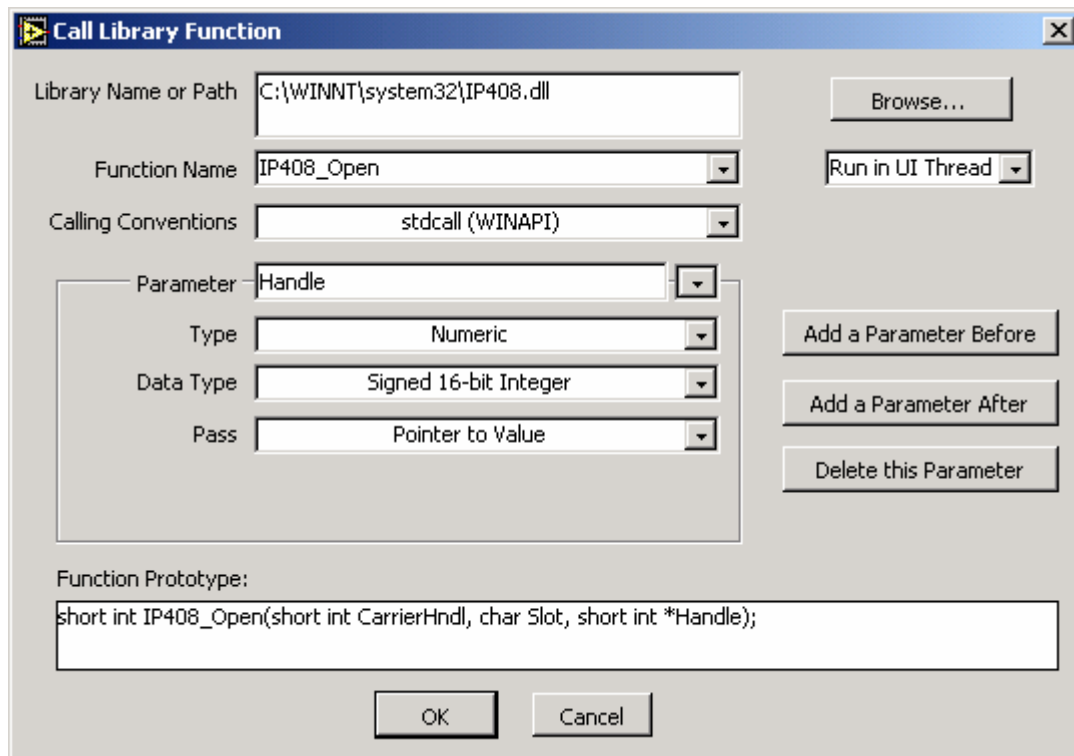 Call Library Function
Library Name or Path C:\WINNT\system32\IP408.dll Browse...
Function Name IP408_Open Run in UI Thread
Calling Conventions stdcall (WINAPI)
Parameter Handle
Type Numeric Add a Parameter Before
Data Type Signed 16-bit Integer Add a Parameter After
Pass Pointer to Value
Delete this Parameter
Function Prototype:
short int IP408_Open(short int CarrierHndl, char Slot, short int *Handle);
OK Cancel